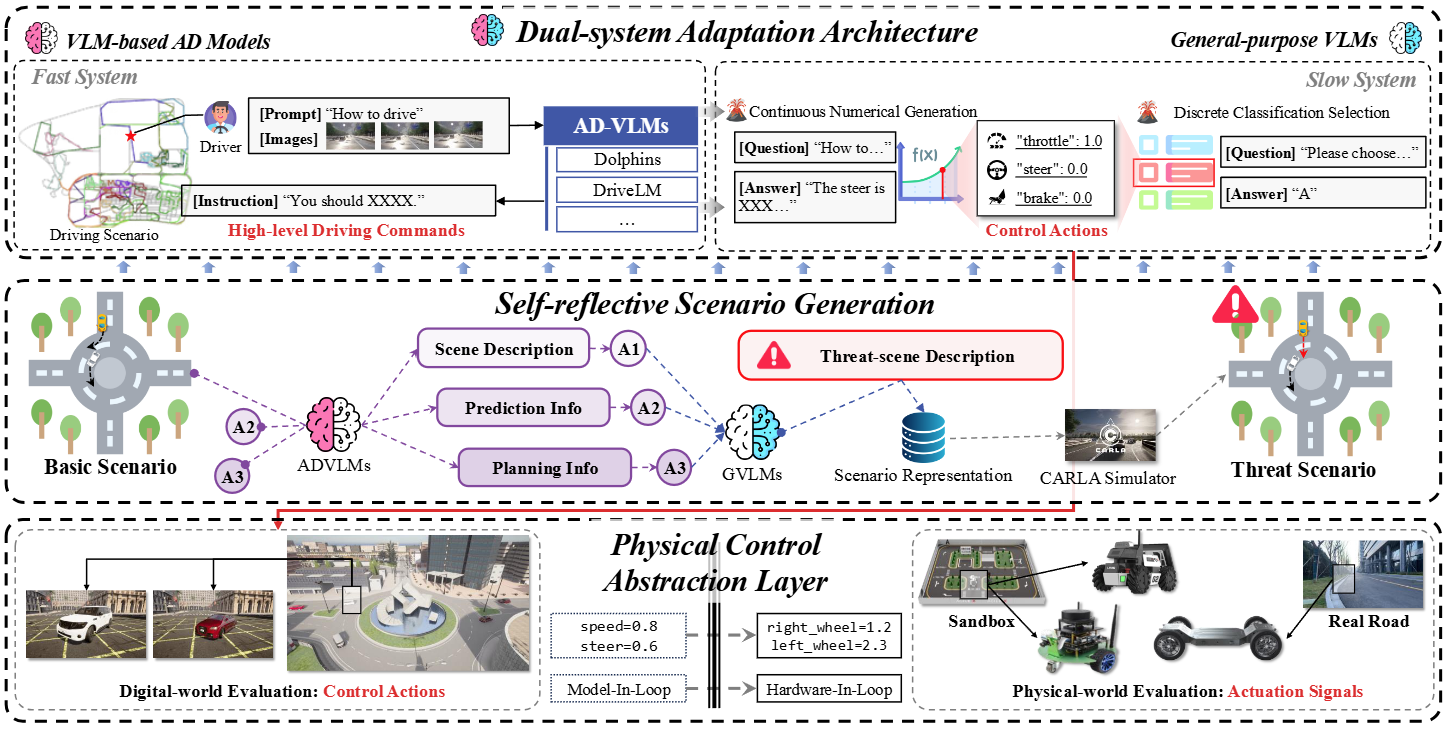 VLM-based AD Models
Dual-system Adaptation Architecture
General-purpose VLMs
Fast System
Slow System
Driver
[Prompt] “How to drive”
[Images]
AD-VLMs
Dolphins
DriveLM
…
[Instruction] “You should XXXX.”
Driving Scenario
High-level Driving Commands
Continuous Numerical Generation
[Question] “How to…”
[Answer] “The steer is
XXX…”
f(X)
"throttle": 1.0
"steer": 0.0
"brake": 0.0
Control Actions
Discrete Classification Selection
[Question] “Please choose…”
[Answer] “A”
Self-reflective Scenario Generation
Basic Scenario
A2
A3
ADVLMs
Scene Description
A1
Prediction Info
A2
Planning Info
A3
GVLMs
Threat-scene Description
Scenario Representation
CARLA
CARLA Simulator
Threat Scenario
Physical Control
Abstraction Layer
Digital-world Evaluation: Control Actions
speed=0.8
steer=0.6
right_wheel=1.2
left_wheel=2.3
Model-In-Loop
Hardware-In-Loop
Sandbox
Real Road
Physical-world Evaluation: Actuation Signals